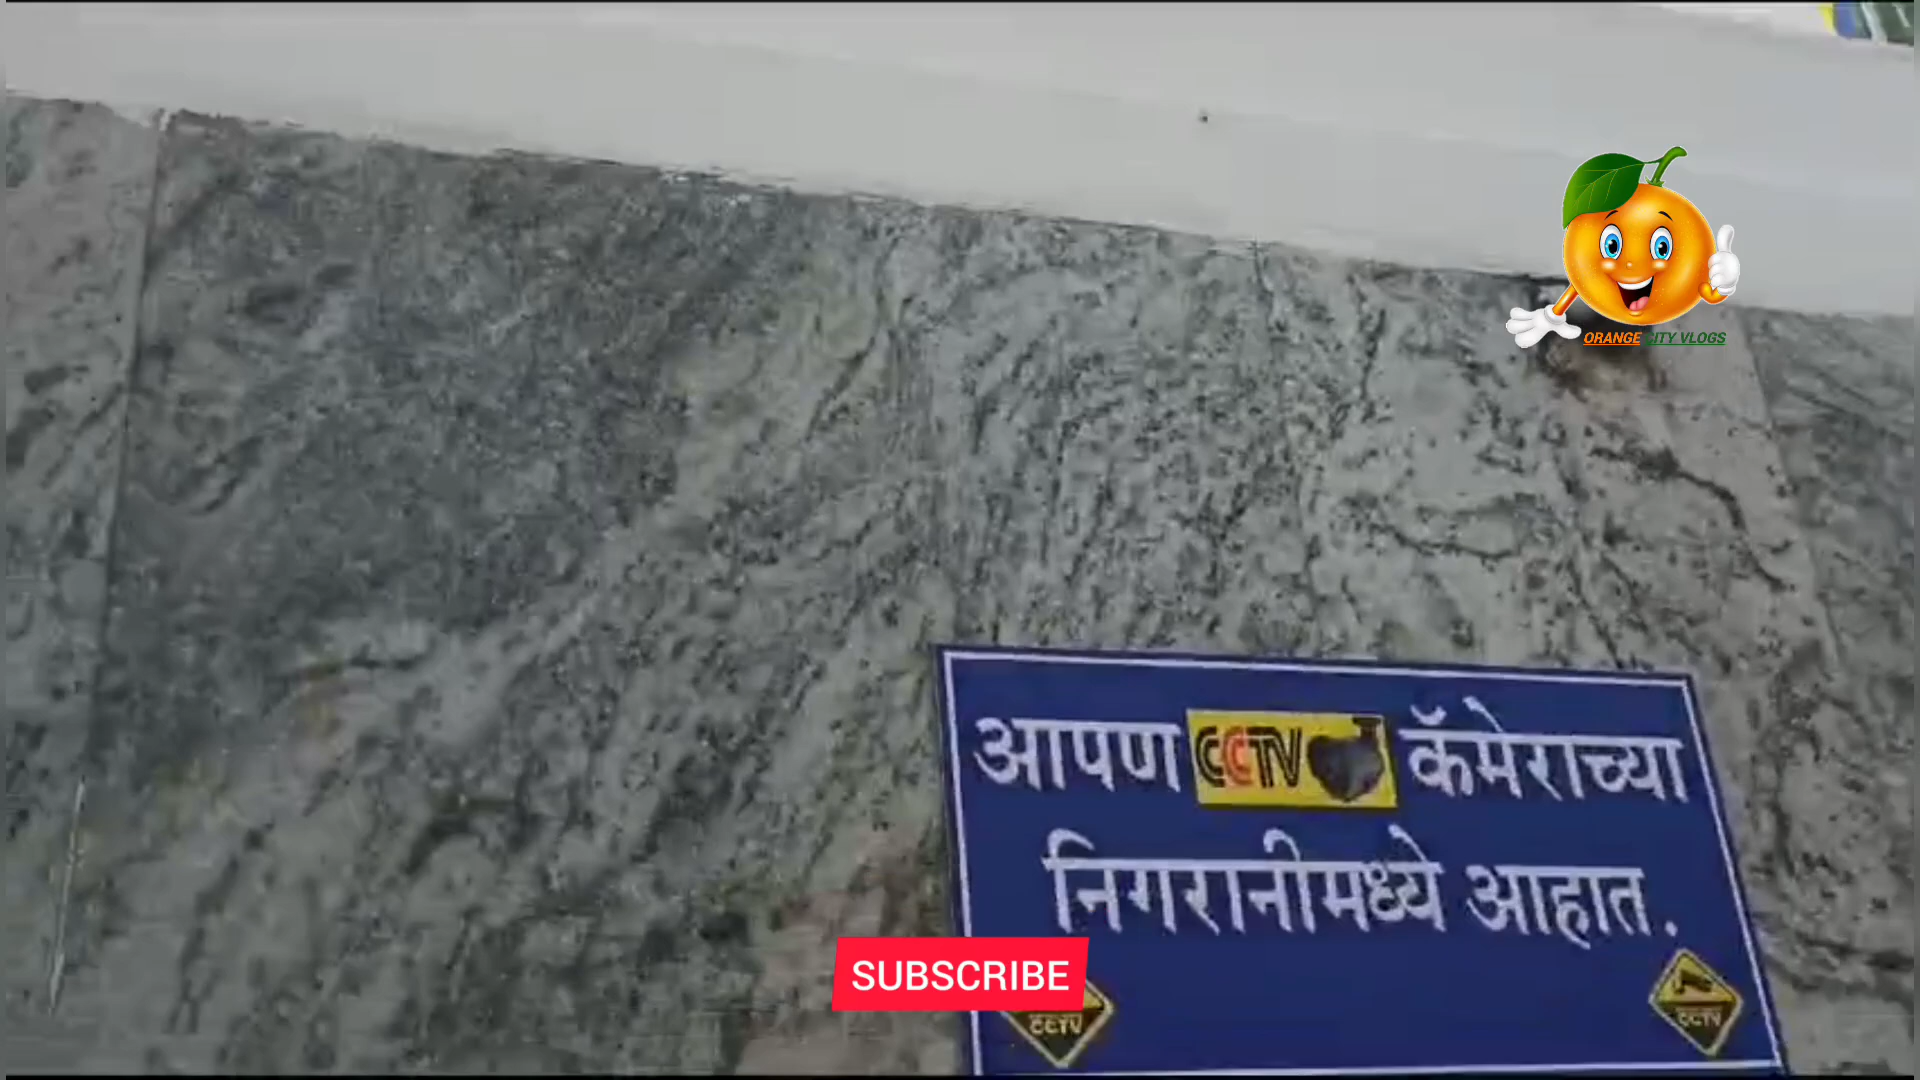 ORANGE CITY VLOGS
आपण CCTV कॅमेराच्या
निगरानीमध्ये आहात.
SUBSCRIBE
CCTV
CCTV